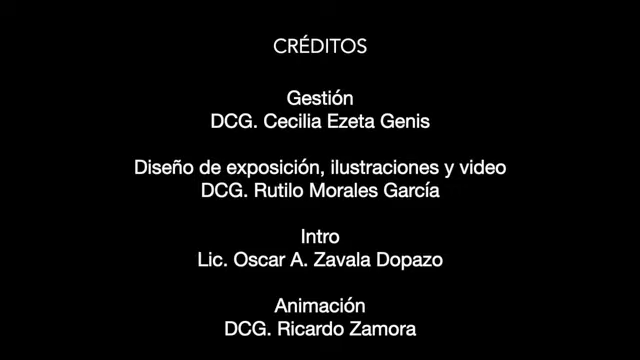 CRÉDITOS
Gestión
DCG. Cecilia Ezeta Genis
Diseño de exposición, ilustraciones y video
DCG. Rutilo Morales García
Intro
Lic. Oscar A. Zavala Dopazo
Animación
DCG. Ricardo Zamora